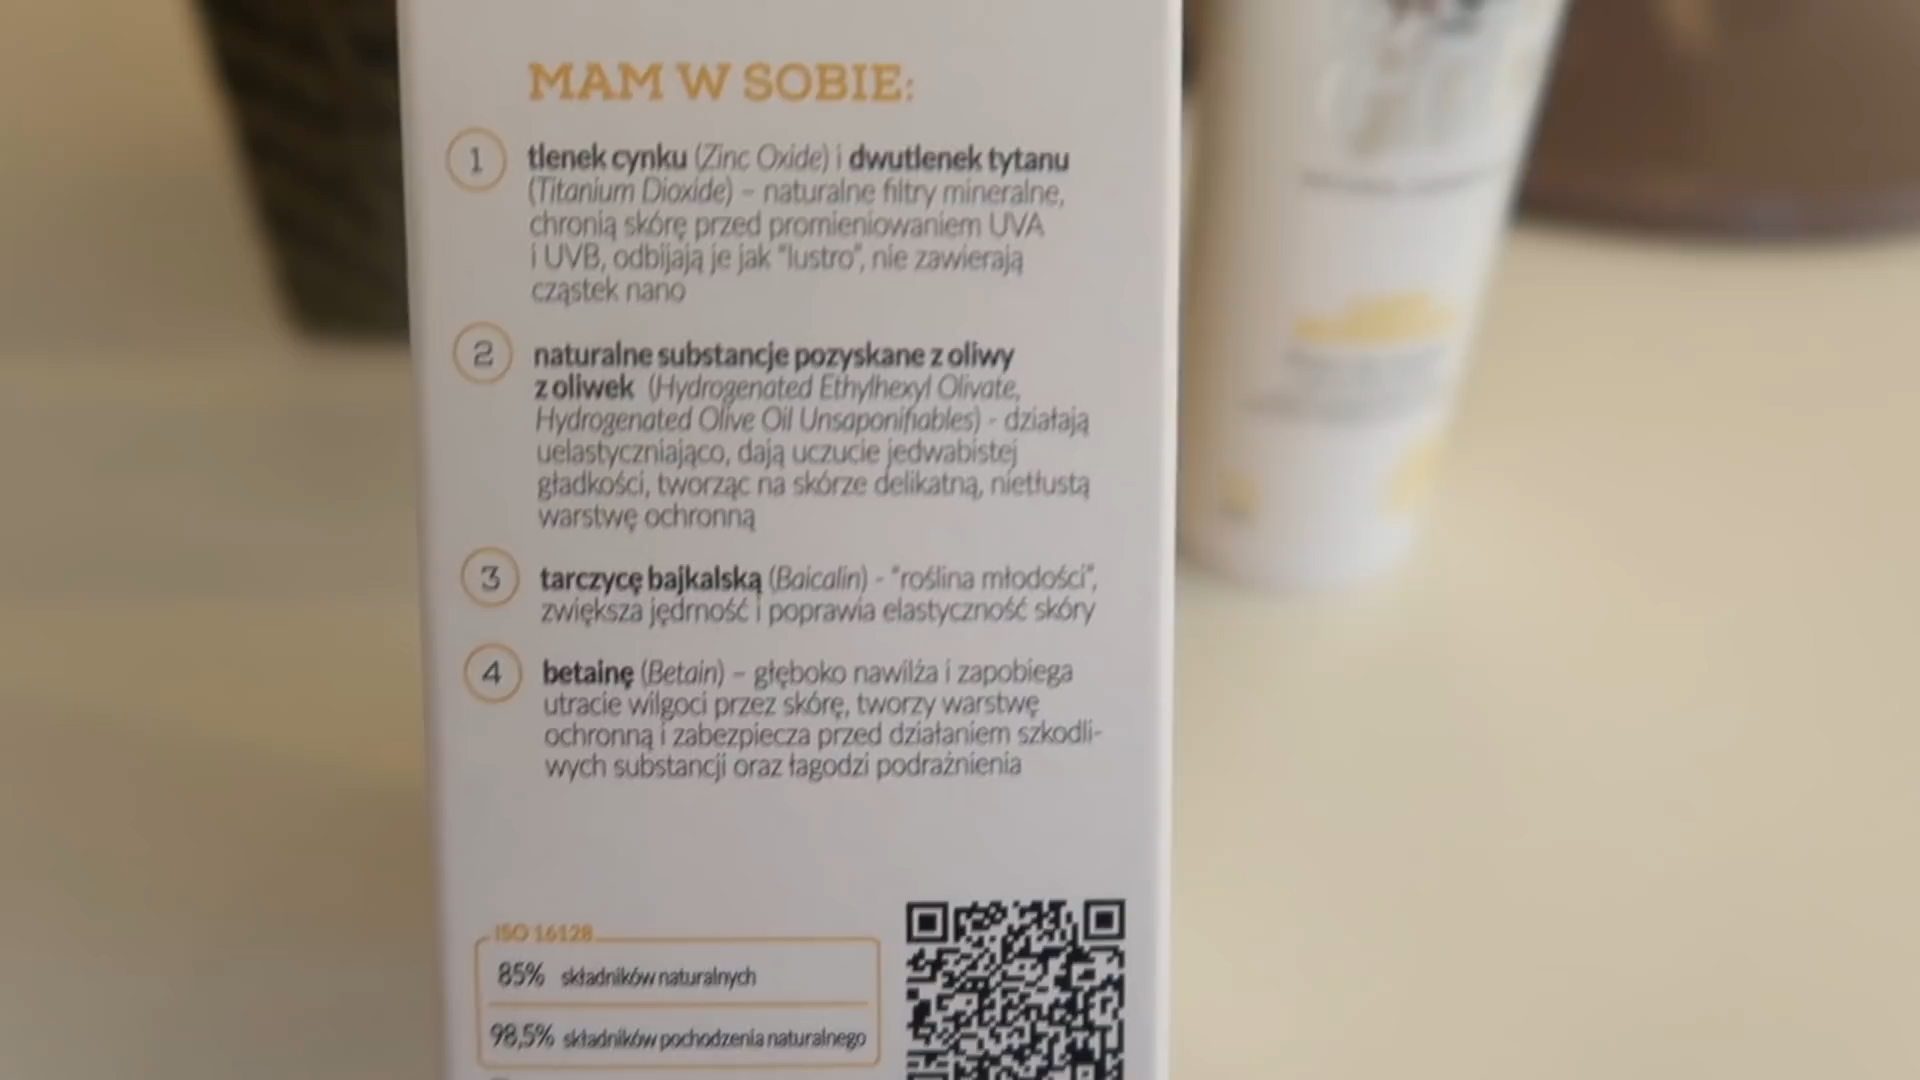 MAM W SOBIE:
1 tlenek cynku (Zinc Oxide) i dwutlenek tytanu
(Titanium Dioxide) – naturalne filtry mineralne,
chronią skórę przed promieniowaniem UVA
i UVB, odbijają je jak "lustro", nie zawierają
cząstek nano
2 naturalne substancje pozyskane z oliwy
z oliwek (Hydrogenated Ethylhexyl Olivate,
Hydrogenated Olive Oil Unsaponifiables) - działają
uelastyczniająco, dają uczucie jedwabistej
gładkości, tworząc na skórze delikatną, nietłustą
warstwę ochronną
3 tarczycę bajkalską (Baicalin) - "roślina młodości",
zwiększa jędrność i poprawia elastyczność skóry
4 betainę (Betain) – głęboko nawilża i zapobiega
utracie wilgoci przez skórę, tworzy warstwę
ochronną i zabezpiecza przed działaniem szkodli-
wych substancji oraz łagodzi podrażnienia
ISO 16128
85% składników naturalnych
98,5% składników pochodzenia naturalnego